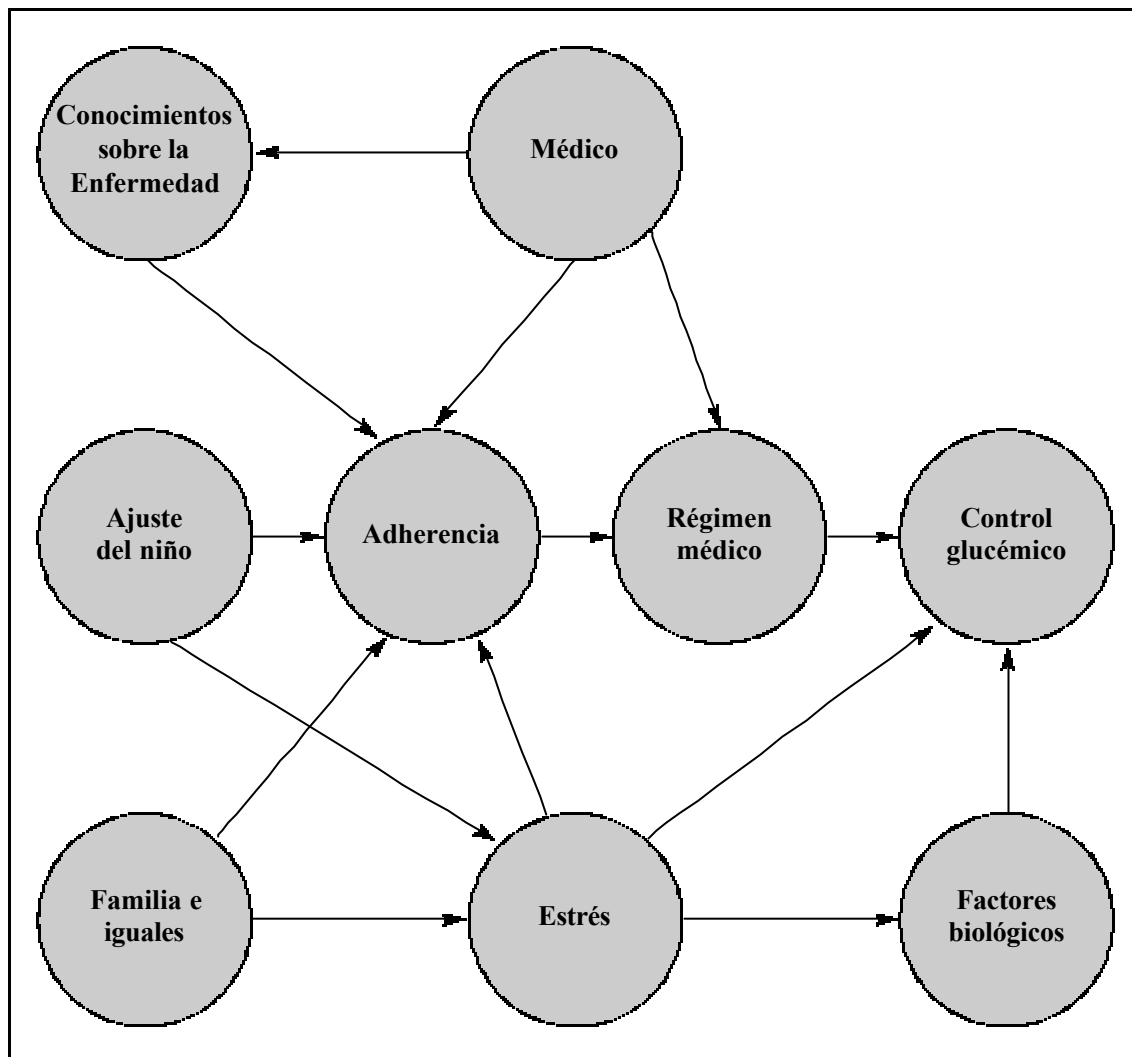 Conocimientos
sobre la
Enfermedad
Médico
Ajuste
del niño
Adherencia
Régimen
médico
Control
glucémico
Familia e
iguales
Estrés
Factores
biológicos